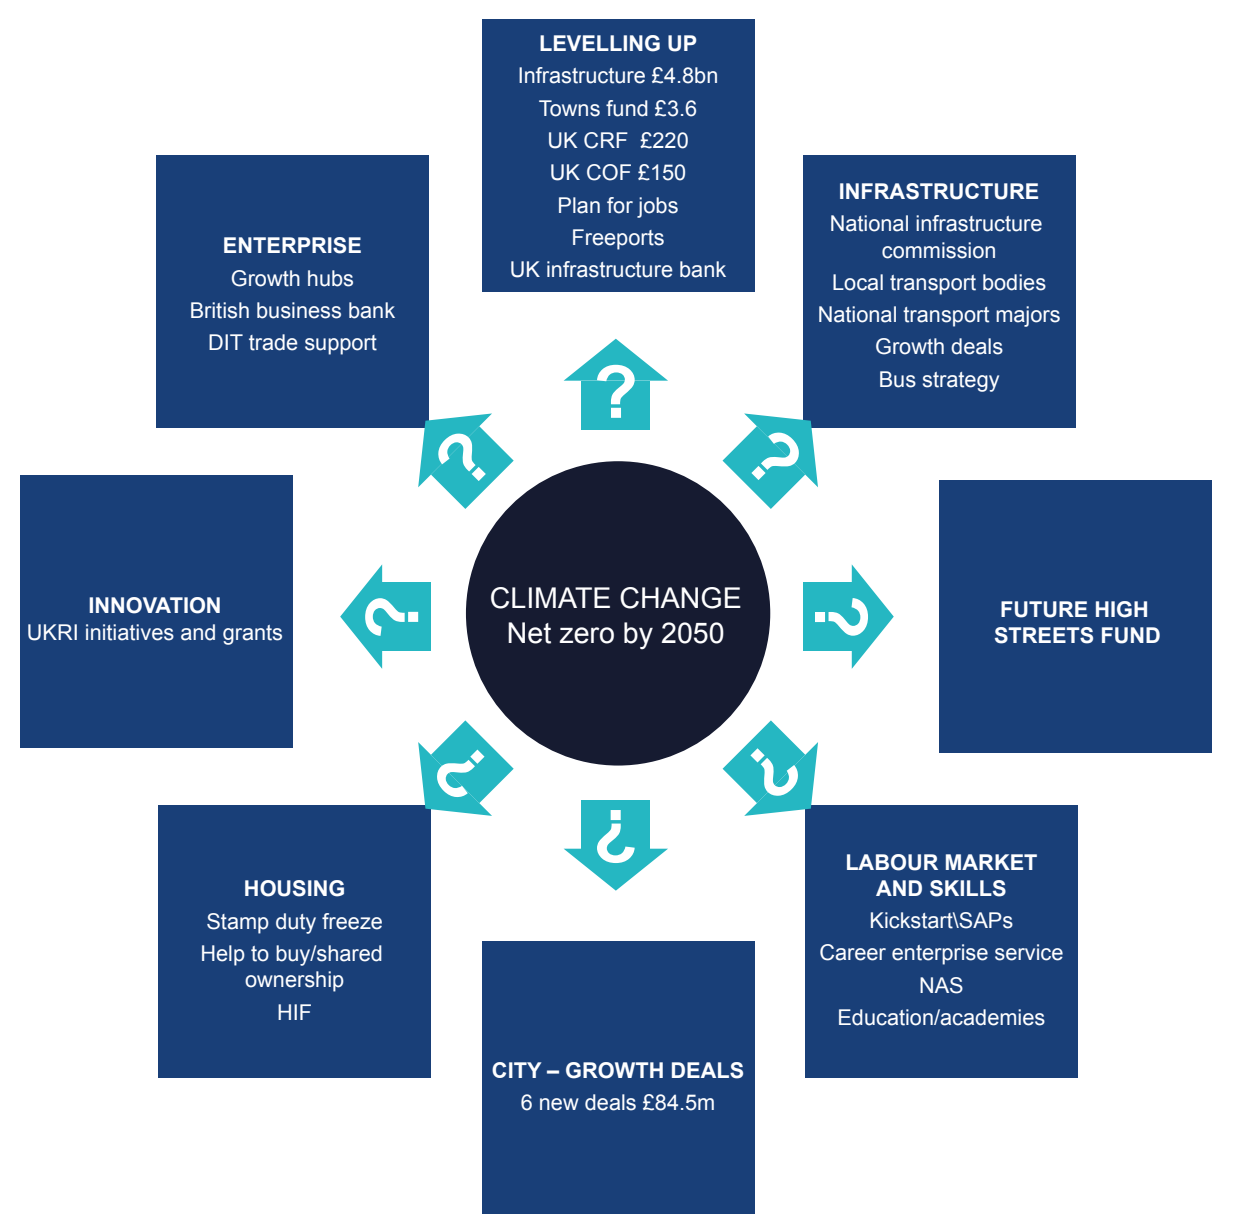 LEVELLING UP
Infrastructure £4.8bn
Towns fund £3.6
UK CRF £220
UK COF £150
Plan for jobs
Freeports
UK infrastructure bank
INFRASTRUCTURE
National infrastructure
commission
Local transport bodies
National transport majors
Growth deals
Bus strategy
FUTURE HIGH
STREETS FUND
LABOUR MARKET
AND SKILLS
Kickstart\SAPs
Career enterprise service
NAS
Education/academies
CITY – GROWTH DEALS
6 new deals £84.5m
HOUSING
Stamp duty freeze
Help to buy/shared
ownership
HIF
INNOVATION
UKRI initiatives and grants
ENTERPRISE
Growth hubs
British business bank
DIT trade support
?
?
?
?
?
?
?
?
CLIMATE CHANGE
Net zero by 2050